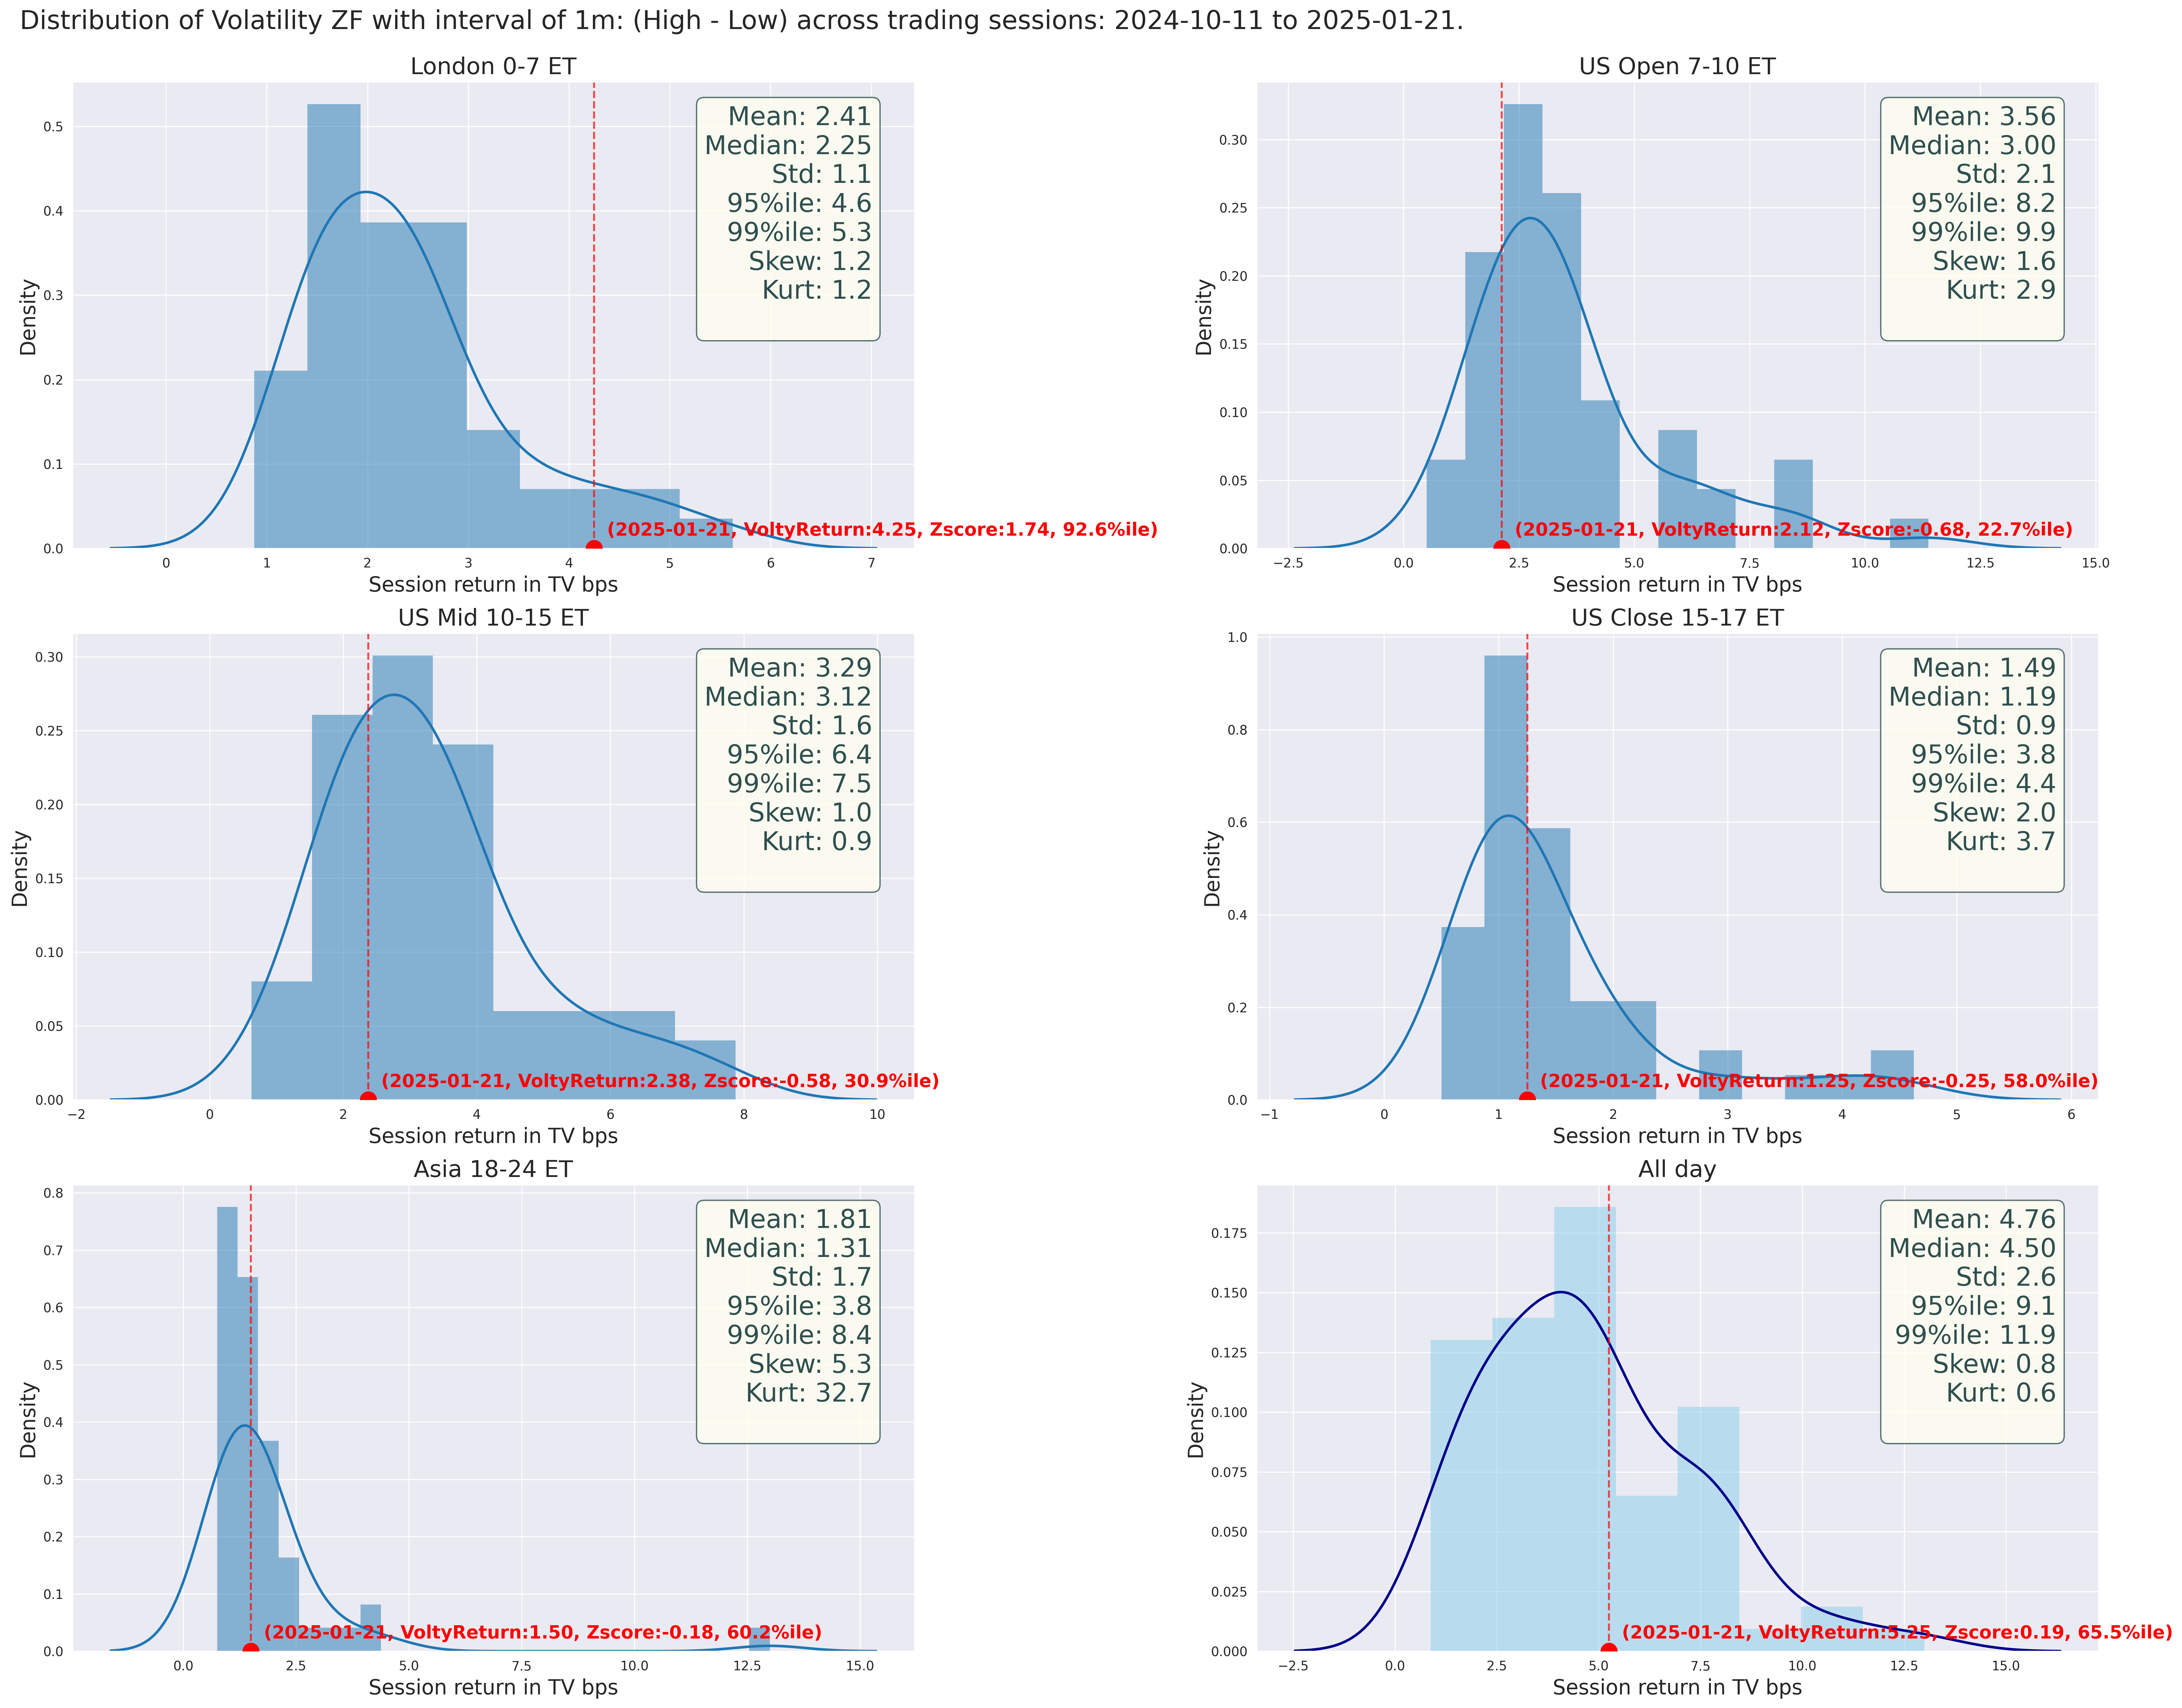 Distribution of Volatility ZF with interval of 1m: (High - Low) across trading sessions: 2024-10-11 to 2025-01-21.
London 0-7 ET
Density
0.5
0.4
0.3
0.2
0.1
0.0
Mean: 2.41
Median: 2.25
Std: 1.1
95%ile: 4.6
99%ile: 5.3
Skew: 1.2
Kurt: 1.2
(2025-01-21, VoltyReturn:4.25, Zscore:1.74, 92.6%ile)
0 1 2 3 4 5 6 7
Session return in TV bps
US Open 7-10 ET
Density
0.30
0.25
0.20
0.15
0.10
0.05
0.00
Mean: 3.56
Median: 3.00
Std: 2.1
95%ile: 8.2
99%ile: 9.9
Skew: 1.6
Kurt: 2.9
(2025-01-21, VoltyReturn:2.12, Zscore:-0.68, 22.7%ile)
−2.5 0.0 2.5 5.0 7.5 10.0 12.5 15.0
Session return in TV bps
US Mid 10-15 ET
Density
0.30
0.25
0.20
0.15
0.10
0.05
0.00
Mean: 3.29
Median: 3.12
Std: 1.6
95%ile: 6.4
99%ile: 7.5
Skew: 1.0
Kurt: 0.9
(2025-01-21, VoltyReturn:2.38, Zscore:-0.58, 30.9%ile)
−2 0 2 4 6 8 10
Session return in TV bps
US Close 15-17 ET
Density
1.0
0.8
0.6
0.4
0.2
0.0
Mean: 1.49
Median: 1.19
Std: 0.9
95%ile: 3.8
99%ile: 4.4
Skew: 2.0
Kurt: 3.7
(2025-01-21, VoltyReturn:1.25, Zscore:-0.25, 58.0%ile)
−1 0 1 2 3 4 5 6
Session return in TV bps
Asia 18-24 ET
Density
0.8
0.7
0.6
0.5
0.4
0.3
0.2
0.1
0.0
Mean: 1.81
Median: 1.31
Std: 1.7
95%ile: 3.8
99%ile: 8.4
Skew: 5.3
Kurt: 32.7
(2025-01-21, VoltyReturn:1.50, Zscore:-0.18, 60.2%ile)
0.0 2.5 5.0 7.5 10.0 12.5 15.0
Session return in TV bps
All day
Density
0.175
0.150
0.125
0.100
0.075
0.050
0.025
0.000
Mean: 4.76
Median: 4.50
Std: 2.6
95%ile: 9.1
99%ile: 11.9
Skew: 0.8
Kurt: 0.6
(2025-01-21, VoltyReturn:5.25, Zscore:0.19, 65.5%ile)
−2.5 0.0 2.5 5.0 7.5 10.0 12.5 15.0
Session return in TV bps